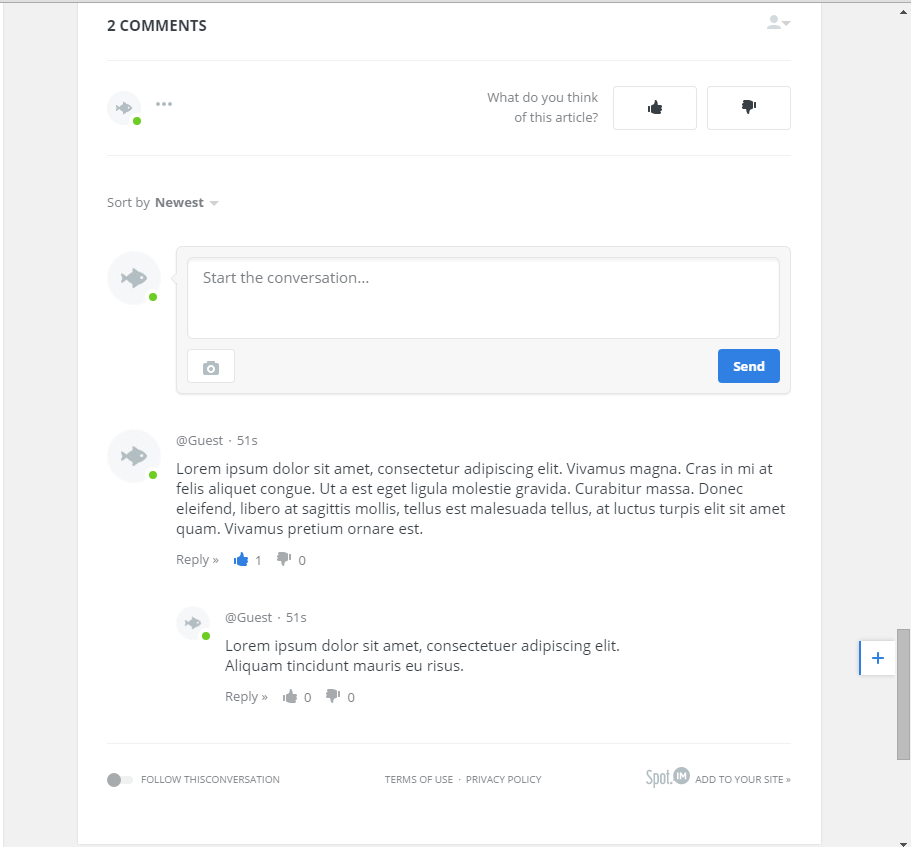 2 COMMENTS
What do you think
of this article?
Sort by Newest
Start the conversation...
Send
@Guest · 51s
Lorem ipsum dolor sit amet, consectetur adipiscing elit. Vivamus magna. Cras in mi at
felis aliquet congue. Ut a est eget ligula molestie gravida. Curabitur massa. Donec
eleifend, libero at sagittis mollis, tellus est malesuada tellus, at luctus turpis elit sit amet
quam. Vivamus pretium ornare est.
Reply » 1 0
@Guest · 51s
Lorem ipsum dolor sit amet, consectetuer adipiscing elit.
Aliquam tincidunt mauris eu risus.
Reply » 0 0
FOLLOW THISCONVERSATION TERMS OF USE · PRIVACY POLICY Spot.IM ADD TO YOUR SITE »